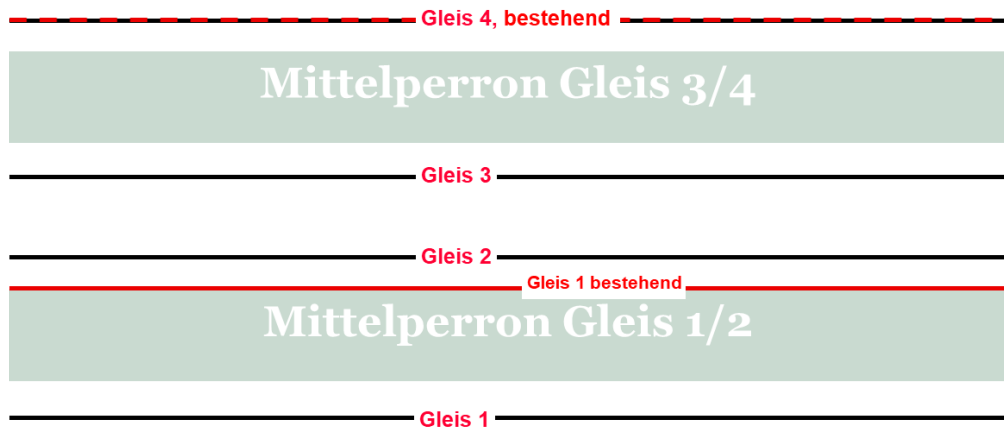 Gleis 4, bestehend
Mittelperron Gleis 3/4
Gleis 3
Gleis 2
Gleis 1 bestehend
Mittelperron Gleis 1/2
Gleis 1